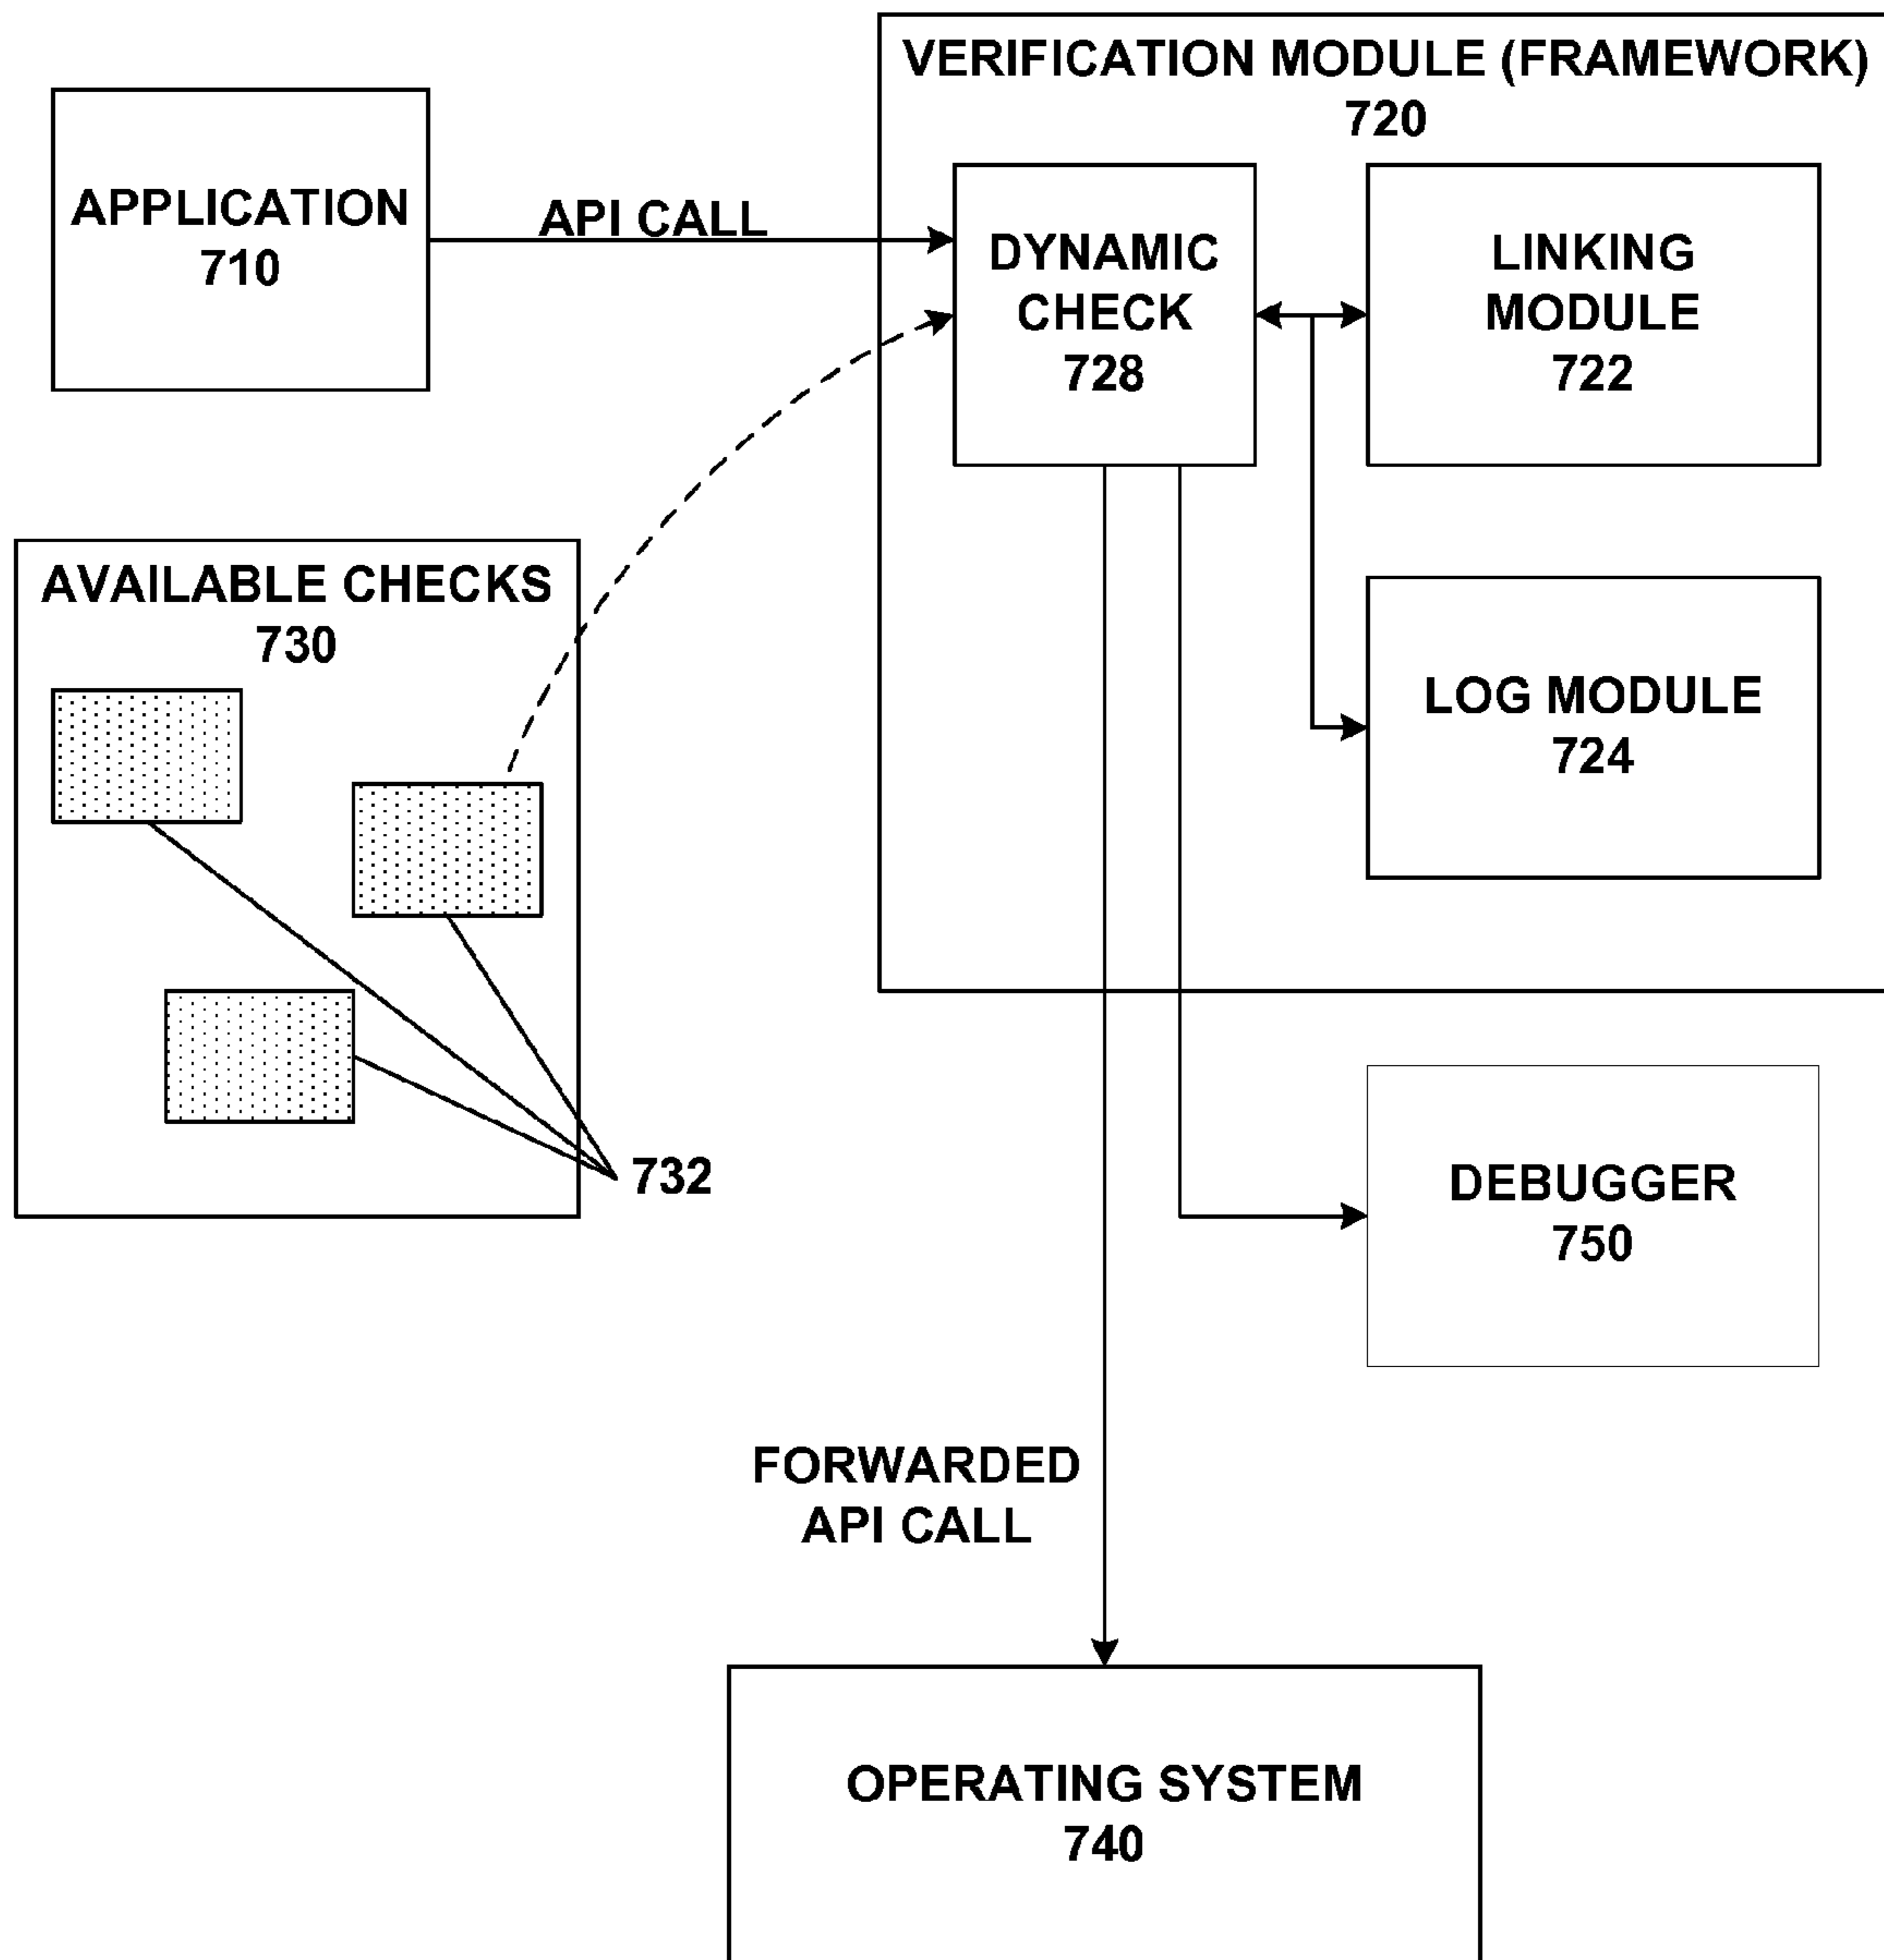 VERIFICATION MODULE (FRAMEWORK)
720
APPLICATION
710
API CALL
DYNAMIC
CHECK
728
LINKING
MODULE
722
AVAILABLE CHECKS
730
LOG MODULE
724
732
DEBUGGER
750
FORWARDED
API CALL
OPERATING SYSTEM
740